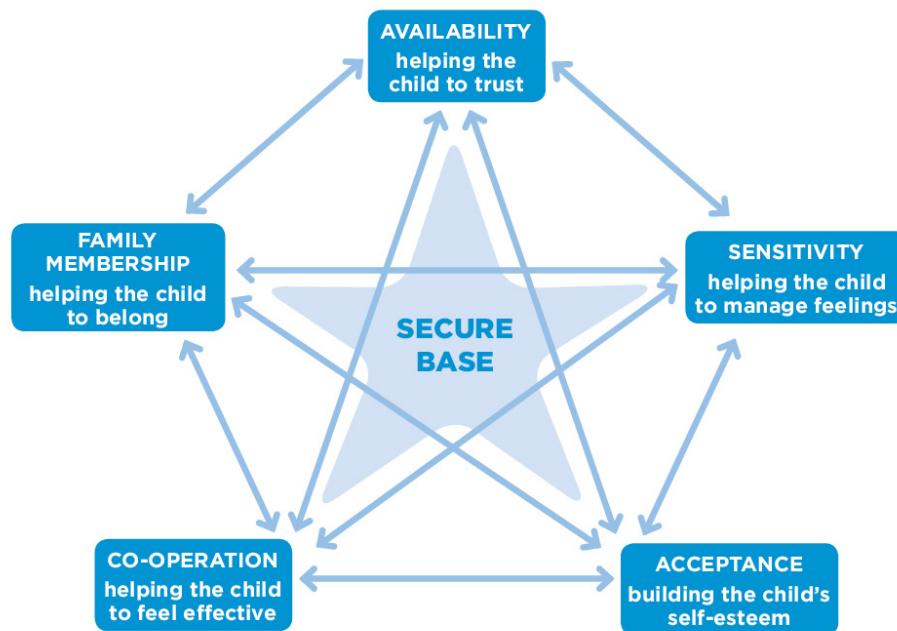 AVAILABILITY
helping the
child to trust
FAMILY
MEMBERSHIP
helping the child
to belong
SENSITIVITY
helping the child
to manage feelings
SECURE
BASE
CO-OPERATION
helping the child
to feel effective
ACCEPTANCE
building the child’s
self-esteem